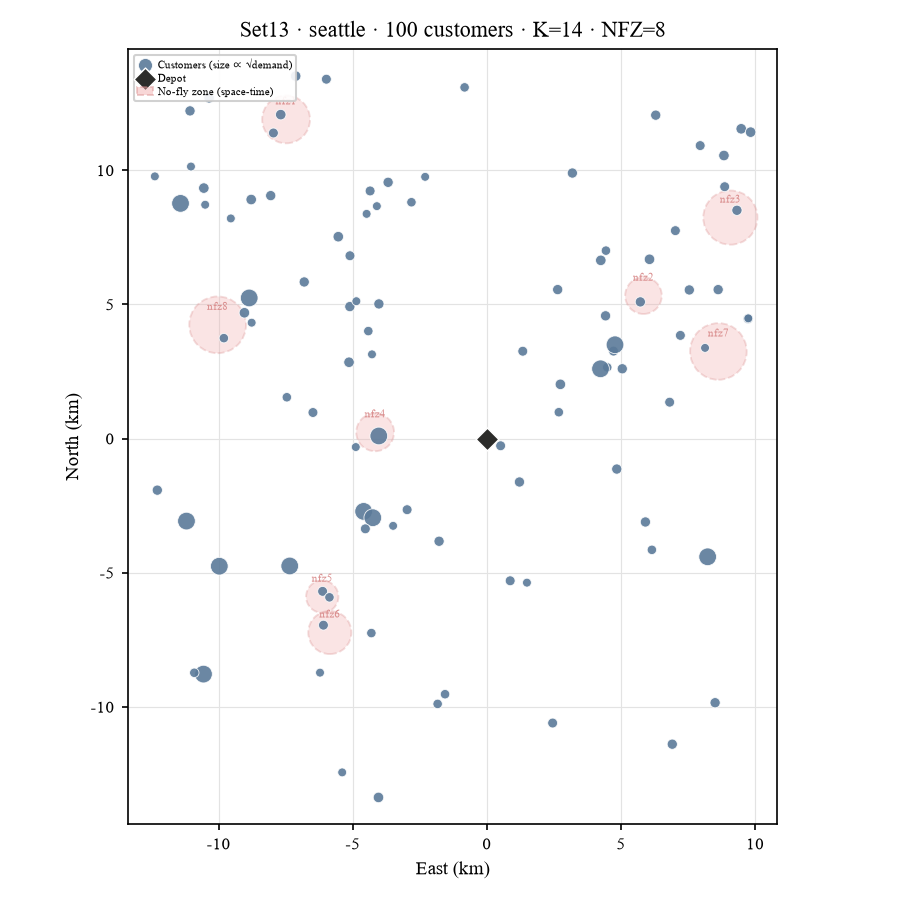 Set13 · seattle · 100 customers · K=14 · NFZ=8
Customers (size ∝ √demand)
Depot
No-fly zone (space-time)
nfz3
nfz2
nfz8
nfz7
nfz4
nfz5
nfz6
10
5
0
-5
-10
North (km)
-10
-5
0
5
10
East (km)